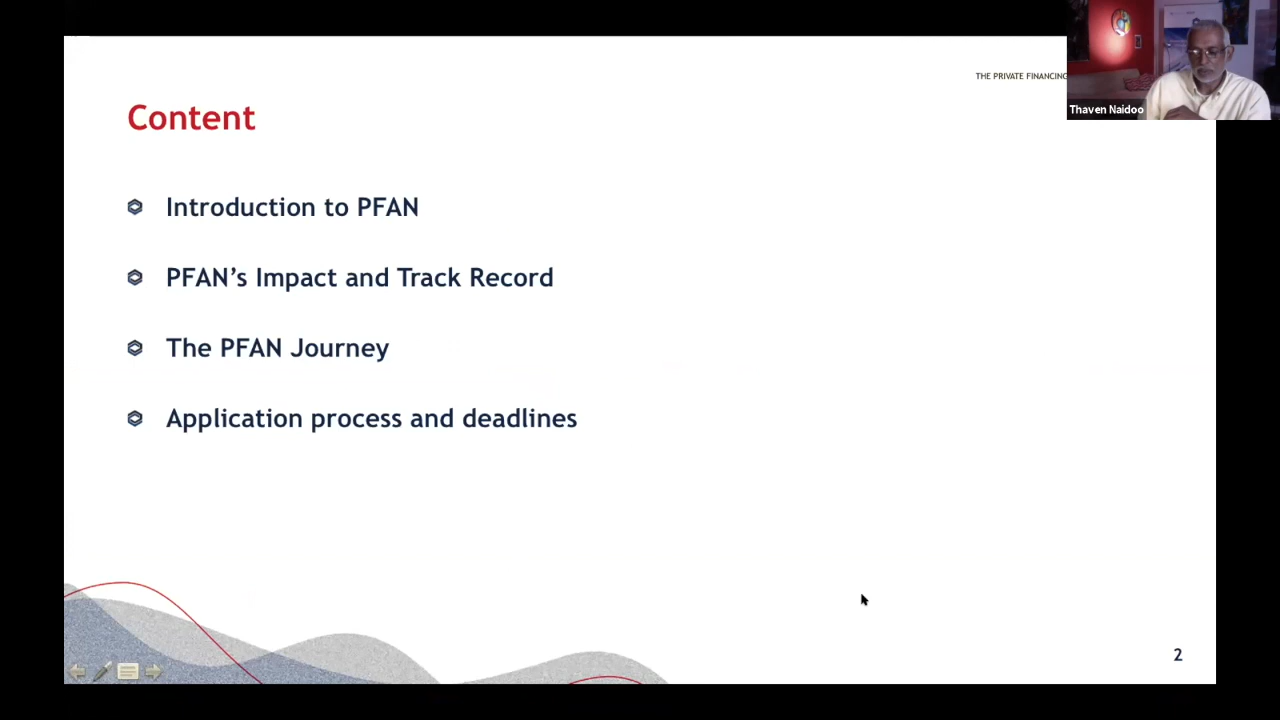 THE PRIVATE FINANCING
Thaven Naidoo
Content
Introduction to PFAN
PFAN’s Impact and Track Record
The PFAN Journey
Application process and deadlines
2